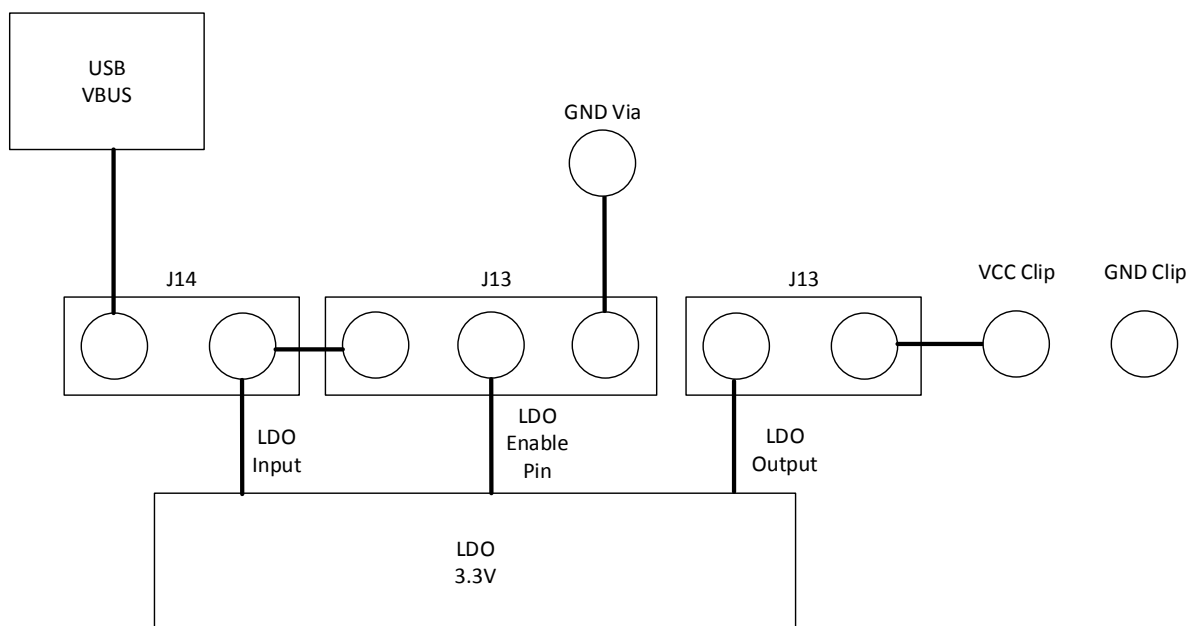 USB
VBUS
GND Via
J14
J13
J13
VCC Clip
GND Clip
LDO
Input
LDO
Enable
Pin
LDO
Output
LDO
3.3V